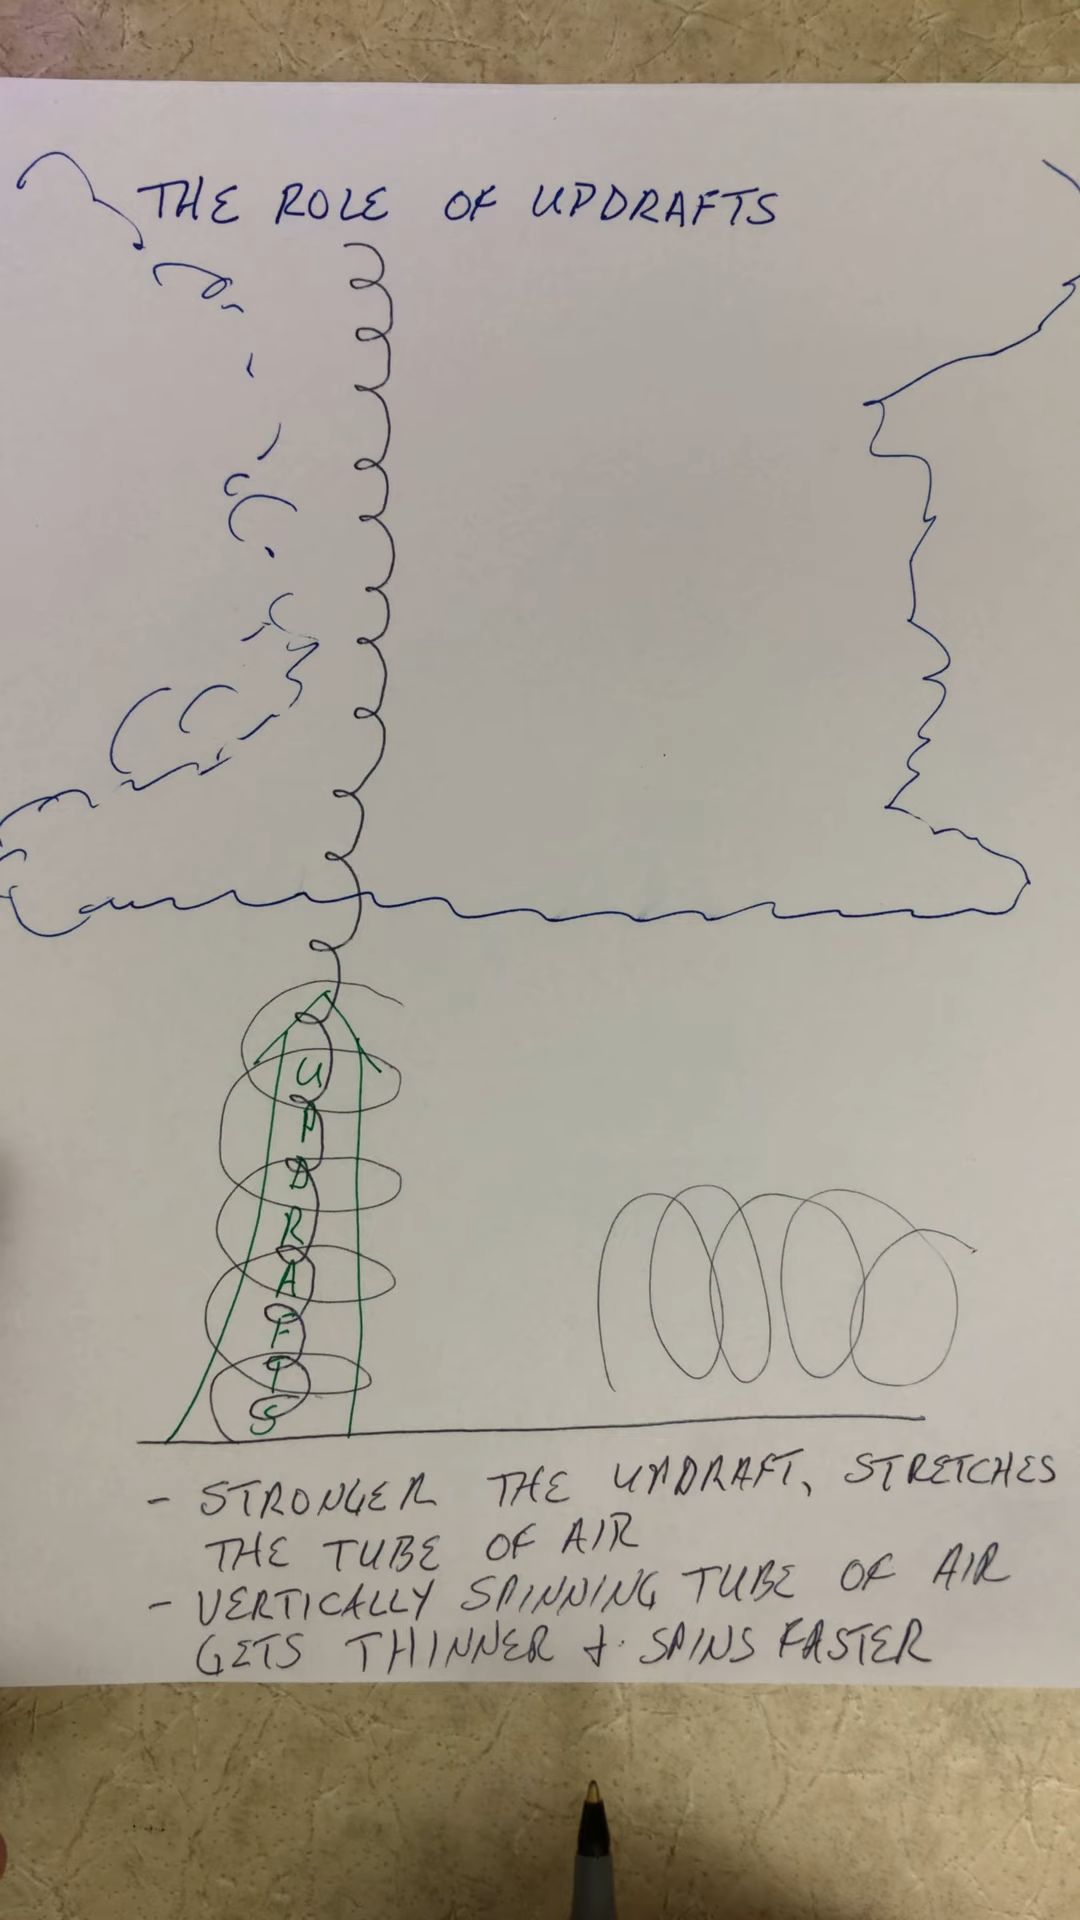 THE ROLE OF UPDRAFTS
UPDRAFTS
- STRONGER THE UPDRAFT, STRETCHES
THE TUBE OF AIR
- VERTICALLY SPINNING TUBE OF AIR
GETS THINNER & SPINS FASTER